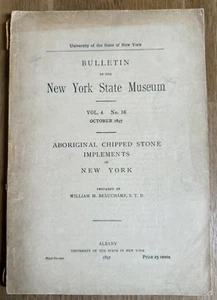 University of the State of New York
BULLETIN
OF THE
New York State Museum
VOL. 4 No. 16
OCTOBER 1897
ABORIGINAL CHIPPED STONE
IMPLEMENTS
OF
NEW YORK
PREPARED BY
WILLIAM M. BEAUCHAMP, S. T. D.
ALBANY
UNIVERSITY OF THE STATE OF NEW YORK
1897
Price 25 cents